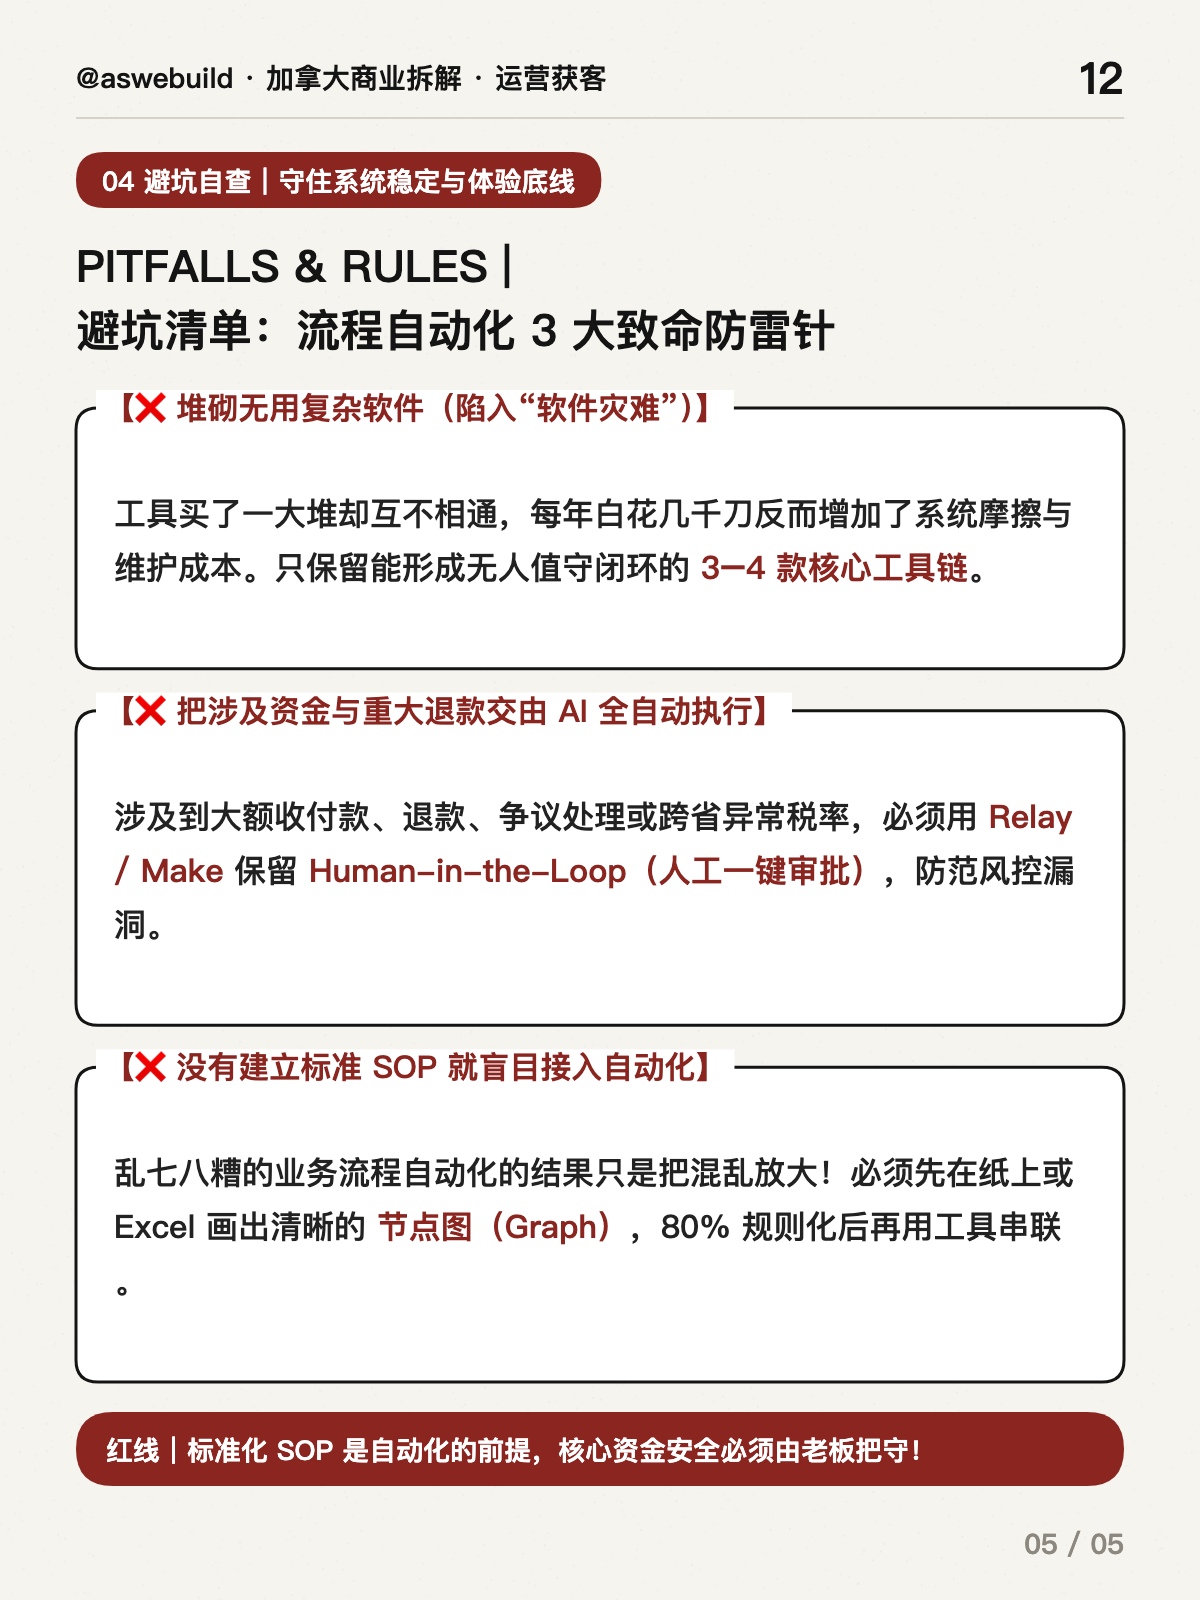 @aswebuild · 加拿大商业拆解 · 运营获客
12
04 避坑自查｜守住系统稳定与体验底线
PITFALLS & RULES｜
避坑清单：流程自动化 3 大致命防雷针
【❌ 堆砌无用复杂软件（陷入“软件灾难”）】
工具买了一大堆却互不相通，每年白花几千刀反而增加了系统摩擦与
维护成本。只保留能形成无人值守闭环的 3–4 款核心工具链。
【❌ 把涉及资金与重大退款交由 AI 全自动执行】
涉及到大额收付款、退款、争议处理或跨省异常税率，必须用 Relay
/ Make 保留 Human-in-the-Loop（人工一键审批），防范风控漏
洞。
【❌ 没有建立标准 SOP 就盲目接入自动化】
乱七八糟的业务流程自动化的结果只是把混乱放大！必须先在纸上或
Excel 画出清晰的 节点图（Graph），80% 规则化后再用工具串联
。
红线｜标准化 SOP 是自动化的前提，核心资金安全必须由老板把守！
05 / 05